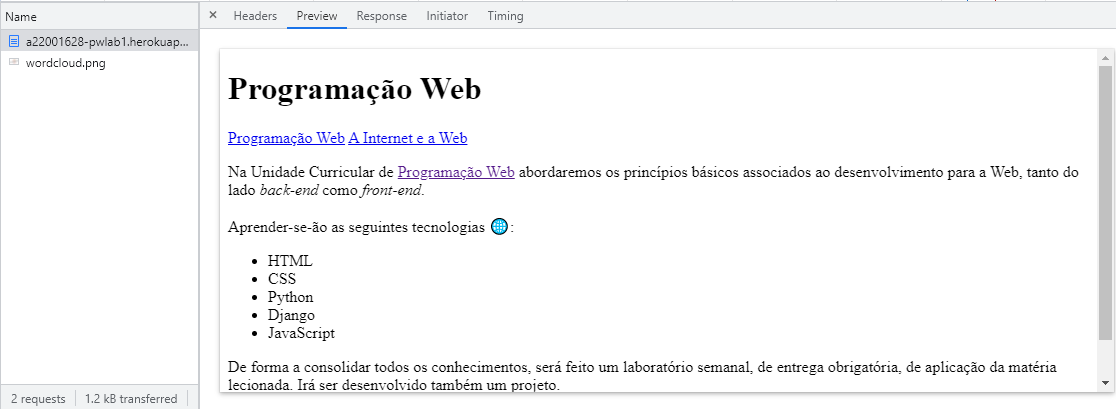 Name
× Headers Preview Response Initiator Timing
a22001628-pwlab1.herokuap...
wordcloud.png
Programação Web
Programação Web A Internet e a Web
Na Unidade Curricular de Programação Web abordaremos os princípios básicos associados ao desenvolvimento para a Web, tanto do
lado back-end como front-end.
Aprender-se-ão as seguintes tecnologias 🌐:
• HTML
• CSS
• Python
• Django
• JavaScript
De forma a consolidar todos os conhecimentos, será feito um laboratório semanal, de entrega obrigatória, de aplicação da matéria
lecionada. Irá ser desenvolvido também um projeto.
2 requests 1.2 kB transferred